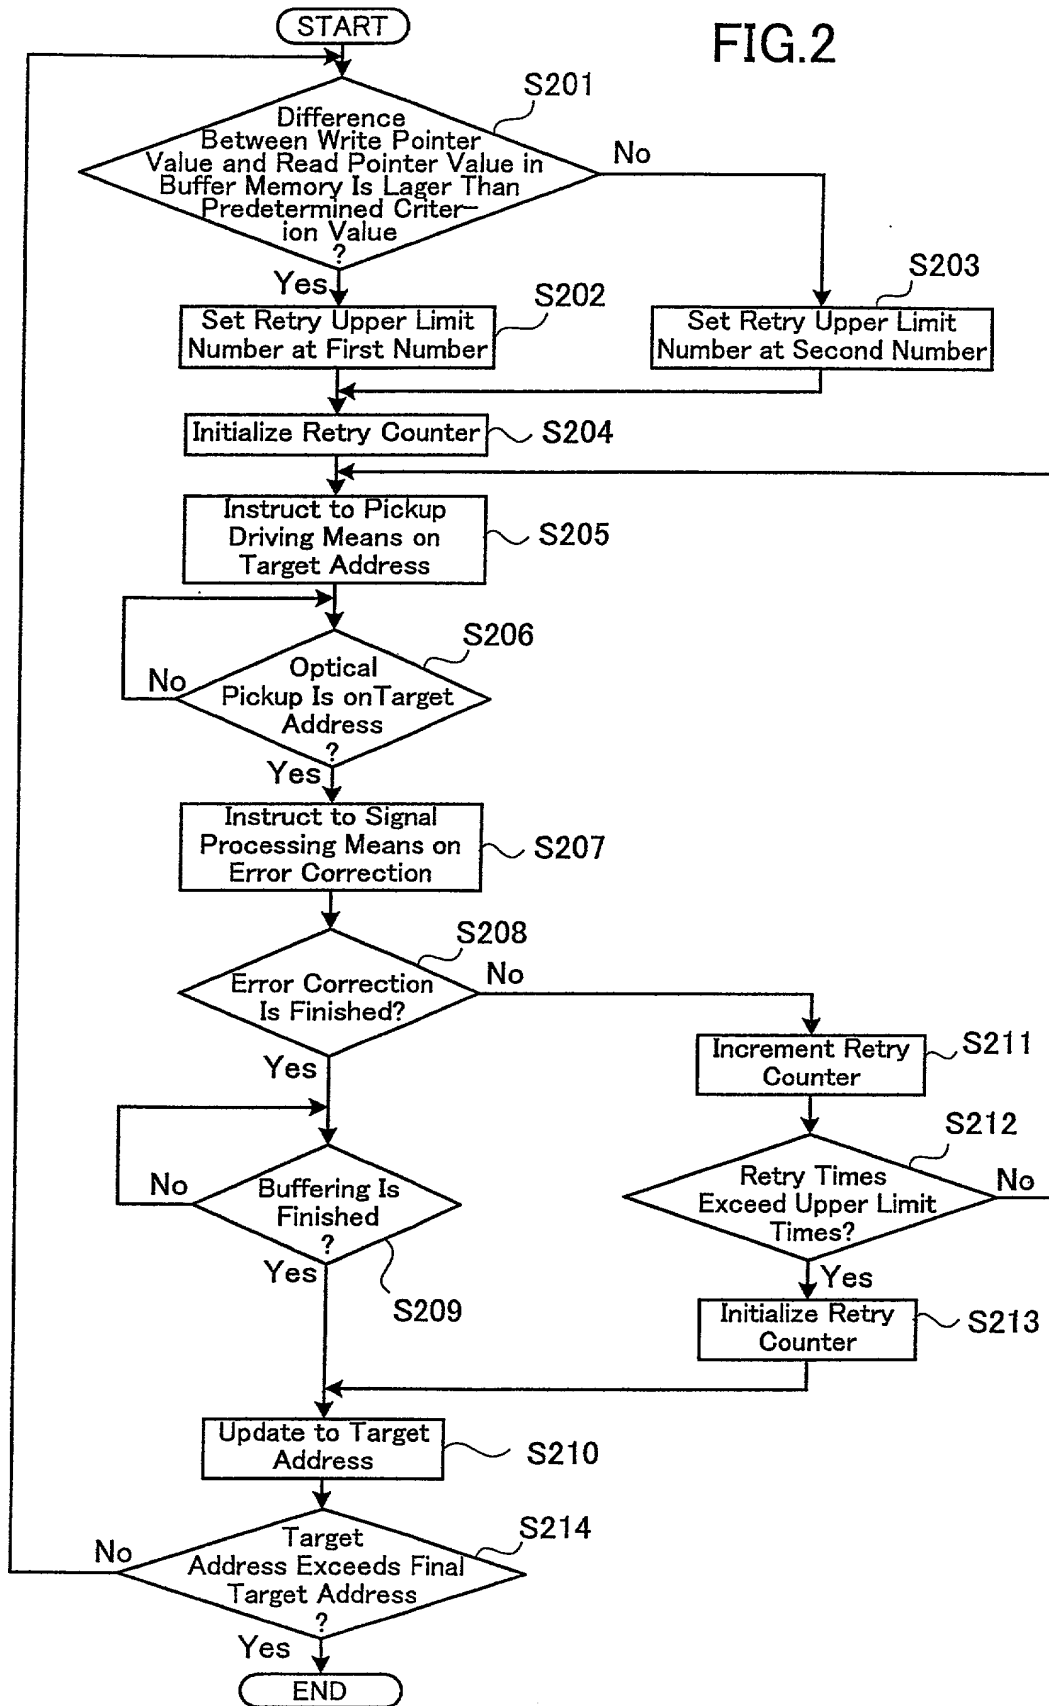 FIG.2
START
S201
Difference
Between Write Pointer
Value and Read Pointer Value in
Buffer Memory Is Lager Than
Predetermined Criter-
ion Value
?
No
Yes
S202
Set Retry Upper Limit
Number at First Number
S203
Set Retry Upper Limit
Number at Second Number
Initialize Retry Counter
S204
Instruct to Pickup
Driving Means on
Target Address
S205
S206
Optical
Pickup Is onTarget
Address
?
No
Yes
Instruct to Signal
Processing Means on
Error Correction
S207
S208
Error Correction
Is Finished?
No
Yes
Increment Retry
Counter
S211
S212
Retry Times
Exceed Upper Limit
Times?
No
Yes
Buffering Is
Finished
?
No
Yes
S209
Initialize Retry
Counter
S213
Update to Target
Address
S210
S214
Target
Address Exceeds Final
Target Address
?
No
Yes
END